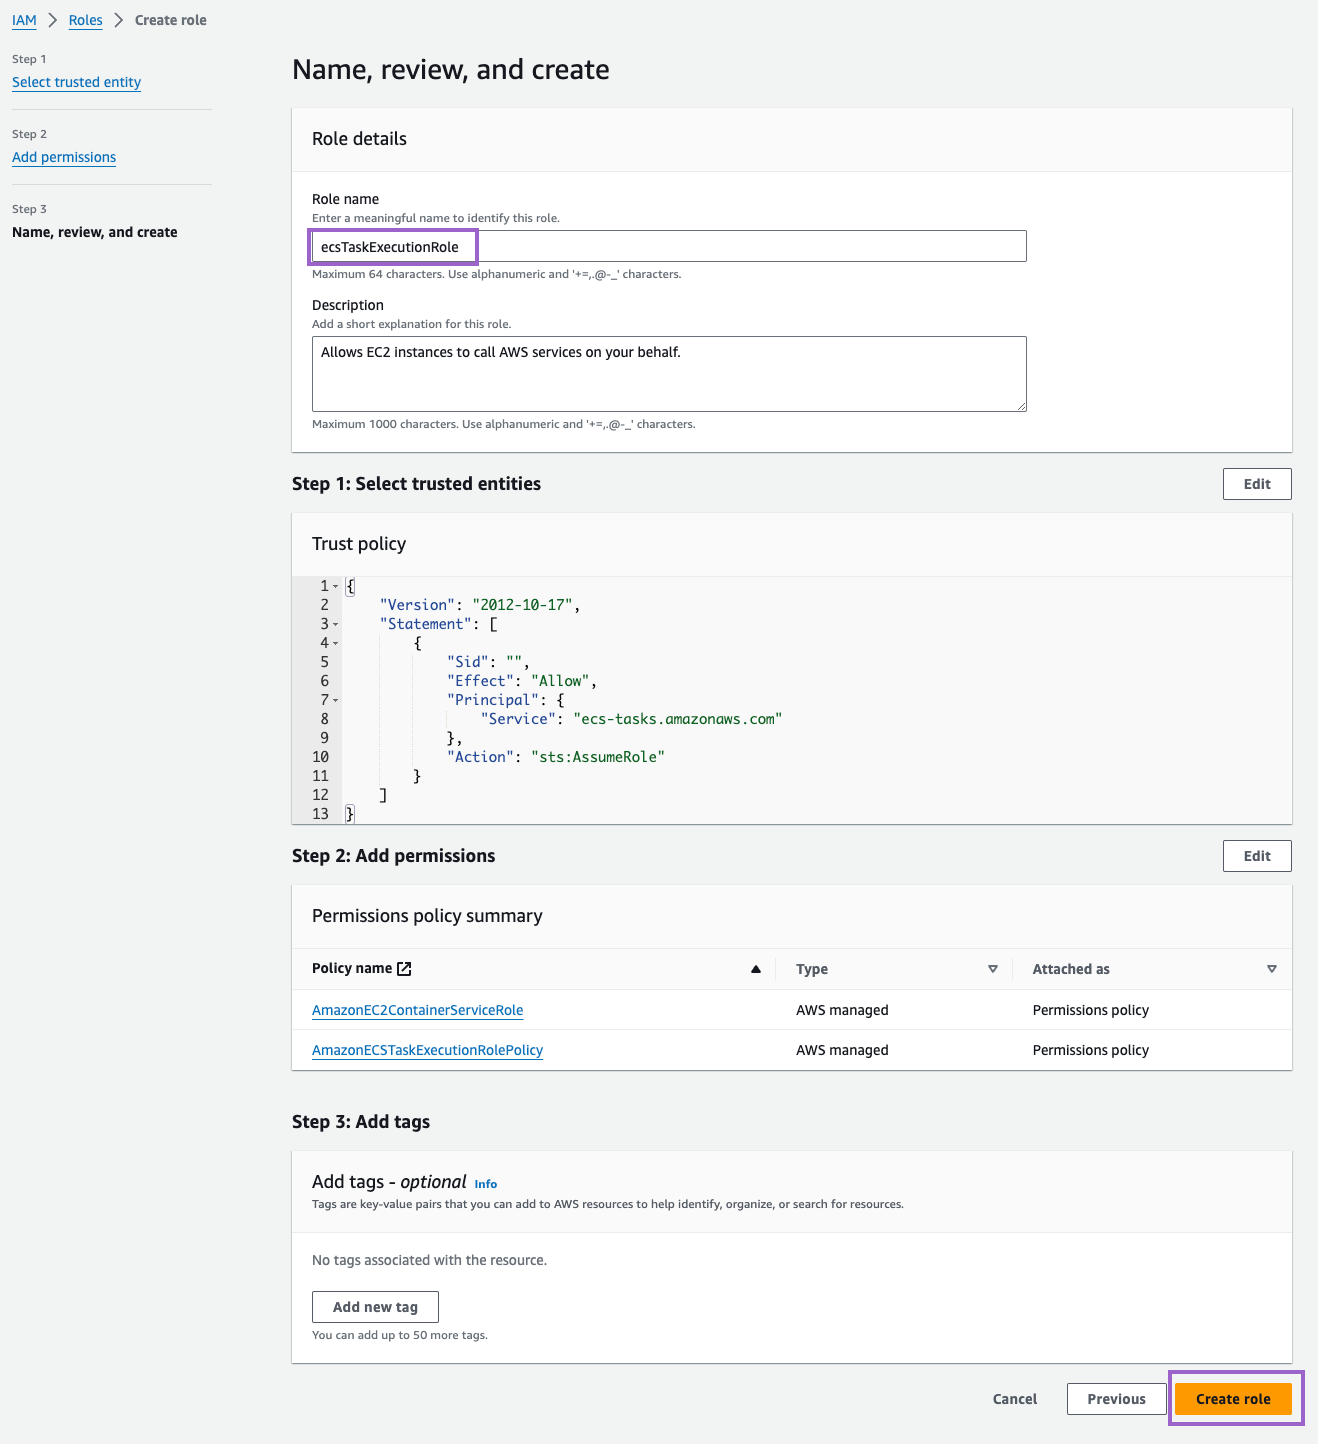 IAM > Roles > Create role
Step 1
Select trusted entity
Step 2
Add permissions
Step 3
Name, review, and create
Name, review, and create
Role details
Role name
Enter a meaningful name to identify this role.
ecsTaskExecutionRole
Maximum 64 characters. Use alphanumeric and '+=,.@-_' characters.
Description
Add a short explanation for this role.
Allows EC2 instances to call AWS services on your behalf.
Maximum 1000 characters. Use alphanumeric and '+=,.@-_' characters.
Step 1: Select trusted entities
Edit
Trust policy
1 {
2     "Version": "2012-10-17",
3     "Statement": [
4         {
5             "Sid": "",
6             "Effect": "Allow",
7             "Principal": {
8                 "Service": "ecs-tasks.amazonaws.com"
9             },
10             "Action": "sts:AssumeRole"
11         }
12     ]
13 }
Step 2: Add permissions
Edit
Permissions policy summary
Policy name Type Attached as
AmazonEC2ContainerServiceRole AWS managed Permissions policy
AmazonECSTaskExecutionRolePolicy AWS managed Permissions policy
Step 3: Add tags
Add tags - optional Info
Tags are key-value pairs that you can add to AWS resources to help identify, organize, or search for resources.
No tags associated with the resource.
Add new tag
You can add up to 50 more tags.
Cancel Previous Create role